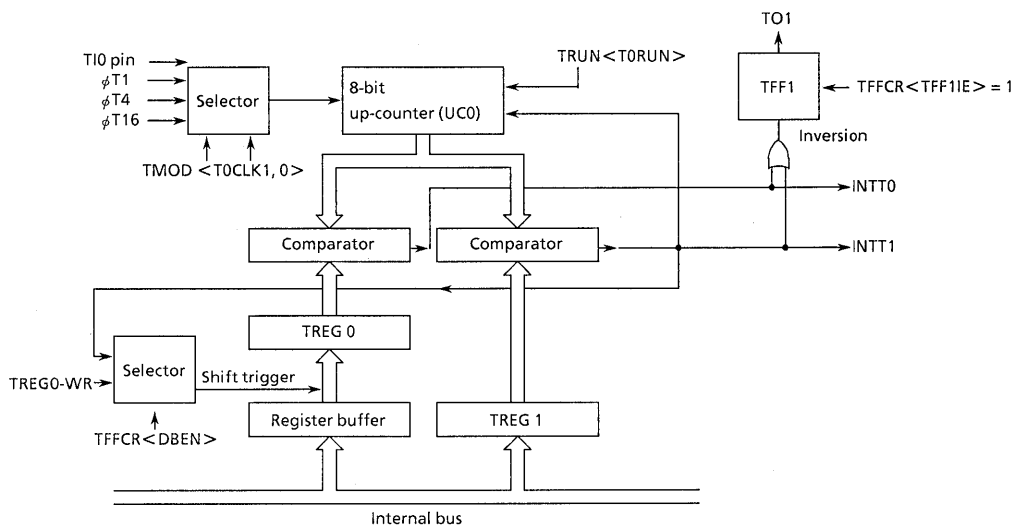 TO1
TI0 pin
φT1
φT4
φT16
Selector
8-bit
up-counter (UC0)
TRUN<T0RUN>
TFF1
TFFCR<TFF1IE> = 1
TMOD <T0CLK1, 0>
Inversion
INTT0
Comparator
Comparator
INTT1
TREG 0
Selector
TREG0-WR
Shift trigger
Register buffer
TREG 1
TFFCR<DBEN>
Internal bus